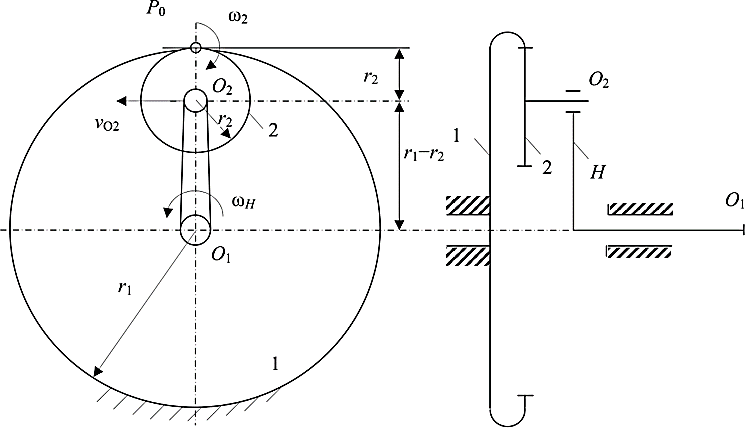 P₀
ω₂
r₂
O₂
O₂
vO2
r₂
2
r₁−r₂
1
2
H
ωH
O₁
O₁
r₁
1